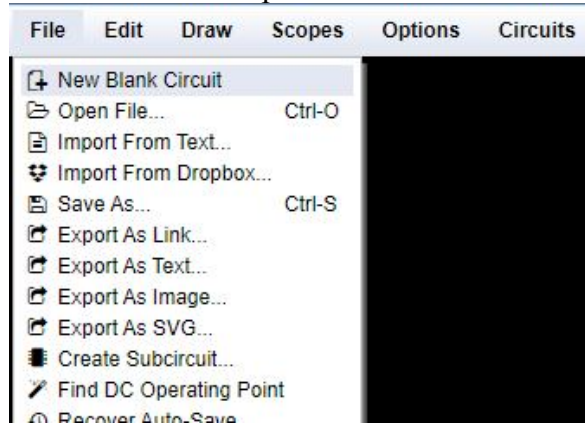 File Edit Draw Scopes Options Circuits
New Blank Circuit
Open File... Ctrl-O
Import From Text...
Import From Dropbox...
Save As... Ctrl-S
Export As Link...
Export As Text...
Export As Image...
Export As SVG...
Create Subcircuit...
Find DC Operating Point
Recover Auto-Save